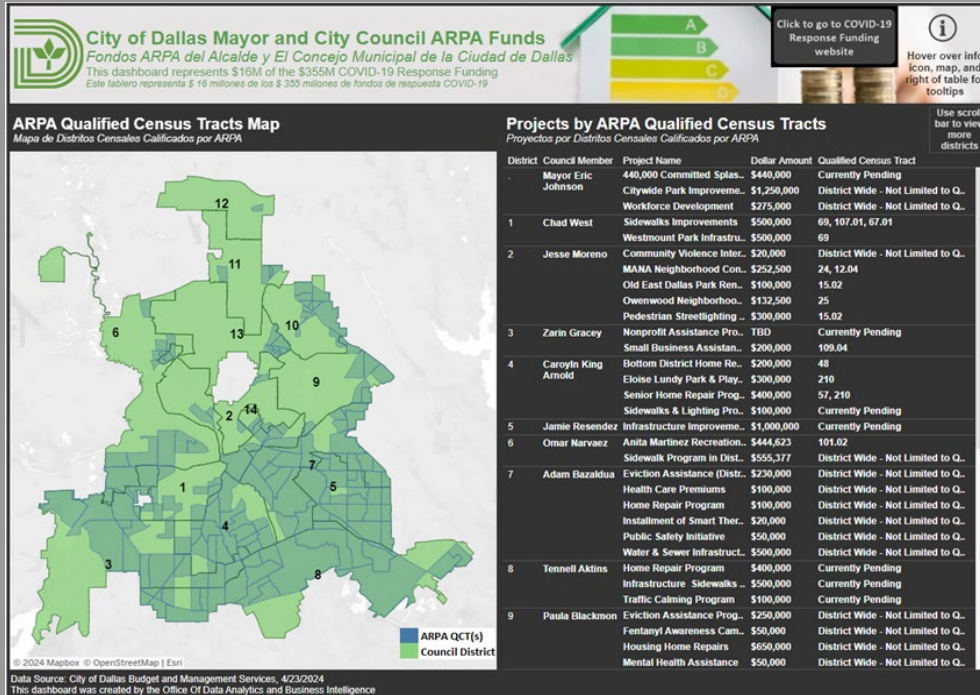 City of Dallas Mayor and City Council ARPA Funds
Fondos ARPA del Alcalde y El Concejo Municipal de la Ciudad de Dallas
This dashboard represents $16M of the $355M COVID-19 Response Funding
Este tablero representa $ 16 millones de los $ 355 millones de fondos de respuesta COVID-19
A
B
C
D
Click to go to COVID-19
Response Funding
website
i
Hover over info
icon, map, and
right of table for
tooltips
ARPA Qualified Census Tracts Map
Mapa de Distritos Censales Calificados por ARPA
12
11
6
13
10
9
2
14
7
5
1
4
3
8
ARPA QCT(s)
Council District
© 2024 Mapbox © OpenStreetMap | Esri
Projects by ARPA Qualified Census Tracts
Proyectos por Distritos Censales Calificados por ARPA
Use scroll
bar to view
more
districts
District Council Member Project Name Dollar Amount Qualified Census Tract
. Mayor Eric Johnson 440,000 Committed Splas.. $440,000 Currently Pending
Citywide Park Improveme.. $1,250,000 District Wide - Not Limited to Q..
Workforce Development $275,000 District Wide - Not Limited to Q..
1 Chad West Sidewalks Improvements $500,000 69, 107.01, 67.01
Westmount Park Infrastru.. $500,000 69
2 Jesse Moreno Community Violence Inter.. $20,000 District Wide - Not Limited to Q..
MANA Neighborhood Con.. $252,500 24, 12.04
Old East Dallas Park Ren.. $100,000 15.02
Owenwood Neighborhoo.. $132,500 25
Pedestrian Streetlighting .. $300,000 15.02
3 Zarin Gracey Nonprofit Assistance Pro.. TBD Currently Pending
Small Business Assistan.. $200,000 109.04
4 Caroyln King Arnold Bottom District Home Re.. $200,000 48
Eloise Lundy Park & Play.. $300,000 210
Senior Home Repair Prog.. $400,000 57, 210
Sidewalks & Lighting Pro.. $100,000 Currently Pending
5 Jamie Resendez Infrastructure Improveme.. $1,000,000 Currently Pending
6 Omar Narvaez Anita Martinez Recreation.. $444,623 101.02
Sidewalk Program in Dist.. $555,377 District Wide - Not Limited to Q..
7 Adam Bazaldua Eviction Assistance (Distr.. $230,000 District Wide - Not Limited to Q..
Health Care Premiums $100,000 District Wide - Not Limited to Q..
Home Repair Program $100,000 District Wide - Not Limited to Q..
Installment of Smart Ther.. $20,000 District Wide - Not Limited to Q..
Public Safety Initiative $50,000 District Wide - Not Limited to Q..
Water & Sewer Infrastruct.. $500,000 District Wide - Not Limited to Q..
8 Tennell Aktins Home Repair Program $400,000 Currently Pending
Infrastructure Sidewalks .. $500,000 Currently Pending
Traffic Calming Program $100,000 Currently Pending
9 Paula Blackmon Eviction Assistance Prog.. $250,000 District Wide - Not Limited to Q..
Fentanyl Awareness Cam.. $50,000 District Wide - Not Limited to Q..
Housing Home Repairs $650,000 District Wide - Not Limited to Q..
Mental Health Assistance $50,000 District Wide - Not Limited to Q..
Data Source: City of Dallas Budget and Management Services, 4/23/2024
This dashboard was created by the Office Of Data Analytics and Business Intelligence